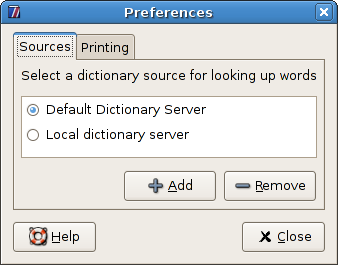 Preferences
Sources
Printing
Select a dictionary source for looking up words
Default Dictionary Server
Local dictionary server
Add
Remove
Help
Close